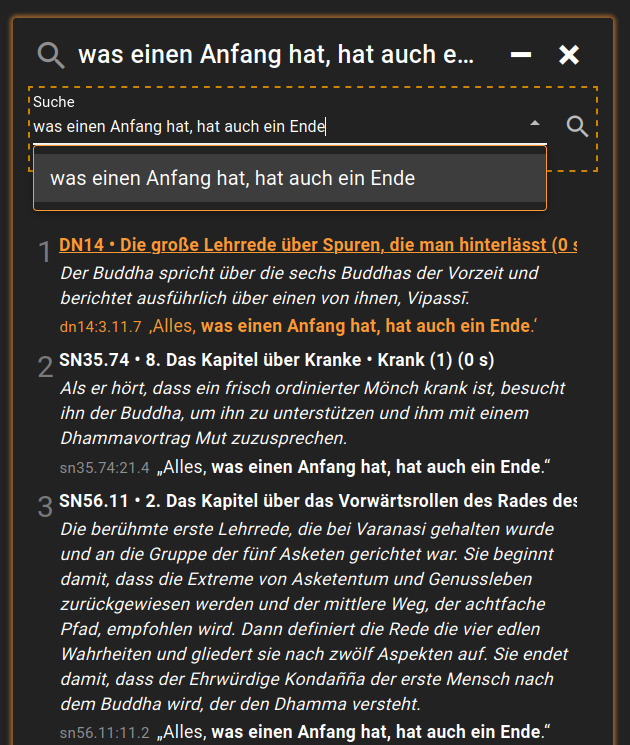 was einen Anfang hat, hat auch e...
Suche
was einen Anfang hat, hat auch ein Ende
was einen Anfang hat, hat auch ein Ende
1 DN14 • Die große Lehrrede über Spuren, die man hinterlässt (0 s
Der Buddha spricht über die sechs Buddhas der Vorzeit und
berichtet ausführlich über einen von ihnen, Vipassī.
dn14:3.11.7 ‚Alles, was einen Anfang hat, hat auch ein Ende.‘
2 SN35.74 • 8. Das Kapitel über Kranke • Krank (1) (0 s)
Als er hört, dass ein frisch ordinierter Mönch krank ist, besucht
ihn der Buddha, um ihn zu unterstützen und ihm mit einem
Dhammavortrag Mut zuzusprechen.
sn35.74:21.4 „Alles, was einen Anfang hat, hat auch ein Ende.“
3 SN56.11 • 2. Das Kapitel über das Vorwärtsrollen des Rades des
Die berühmte erste Lehrrede, die bei Varanasi gehalten wurde
und an die Gruppe der fünf Asketen gerichtet war. Sie beginnt
damit, dass die Extreme von Asketentum und Genussleben
zurückgewiesen werden und der mittlere Weg, der achtfache
Pfad, empfohlen wird. Dann definiert die Rede die vier edlen
Wahrheiten und gliedert sie nach zwölf Aspekten auf. Sie endet
damit, dass der Ehrwürdige Kondañña der erste Mensch nach
dem Buddha wird, der den Dhamma versteht.
sn56.11:11.2 „Alles, was einen Anfang hat, hat auch ein Ende.“